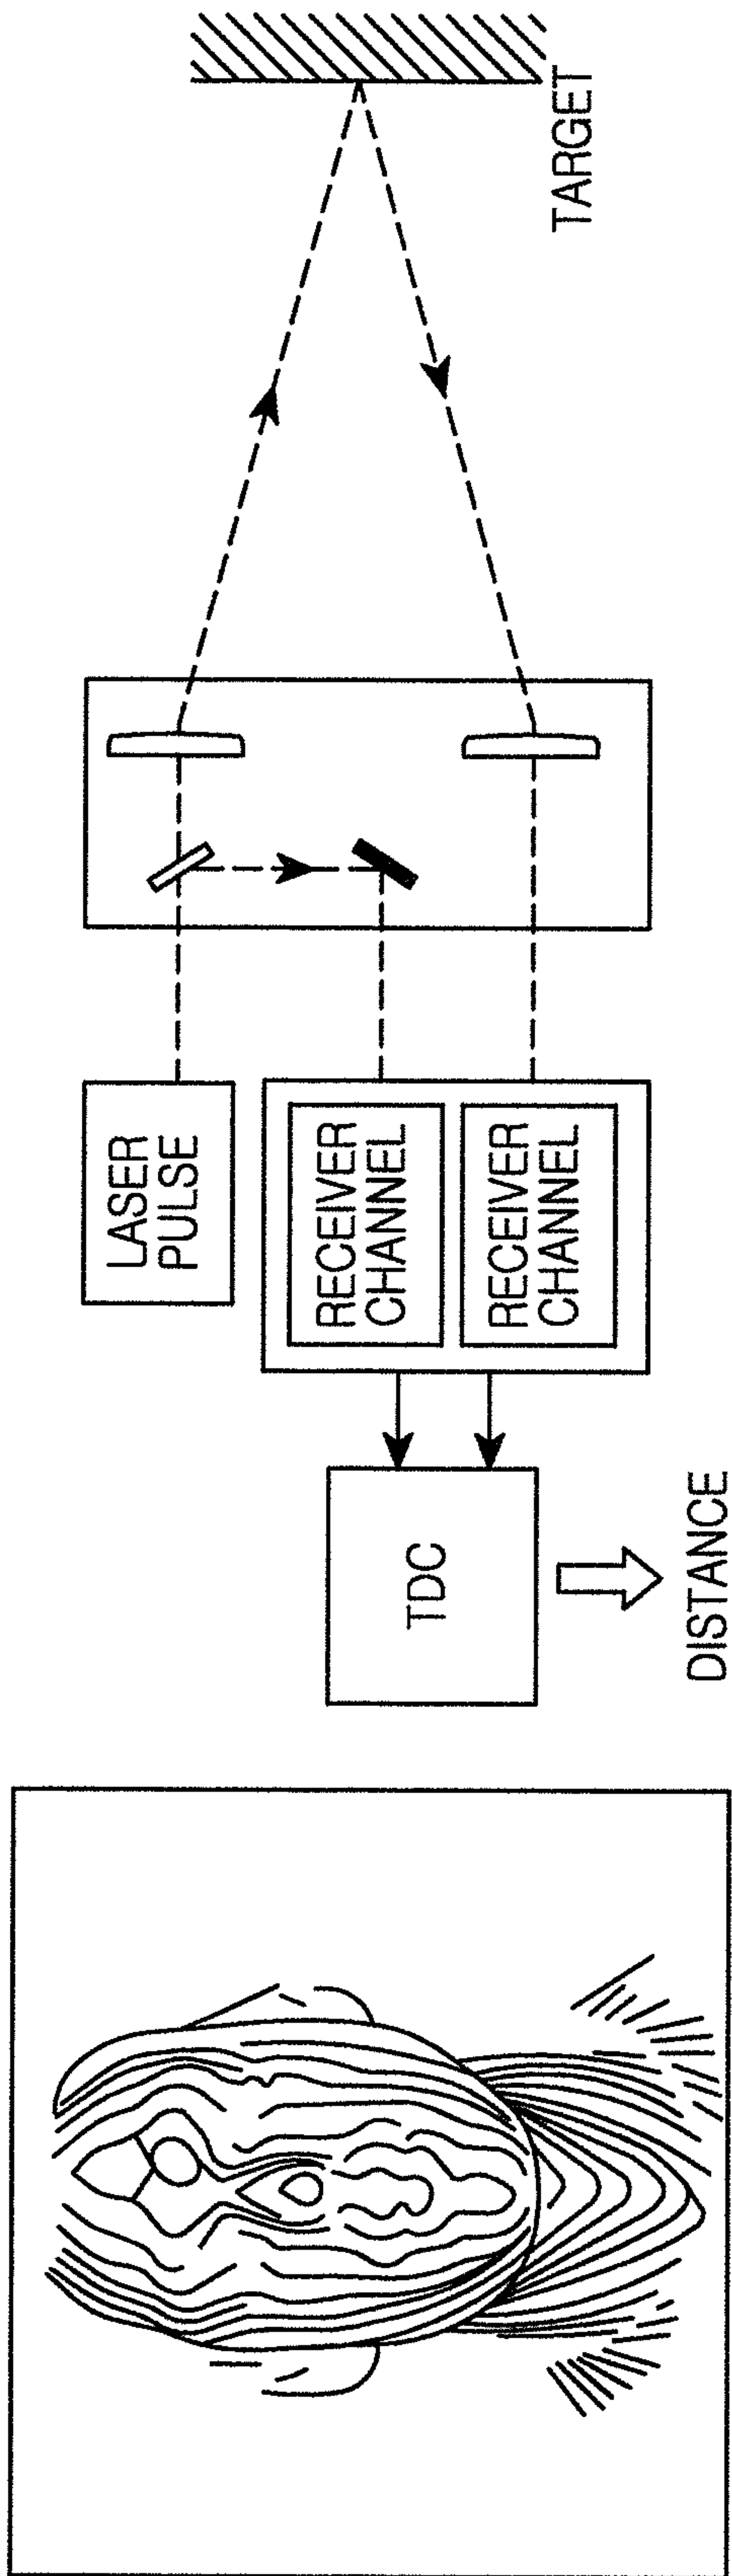 LASER
PULSE
RECEIVER
CHANNEL
RECEIVER
CHANNEL
TDC
DISTANCE
TARGET